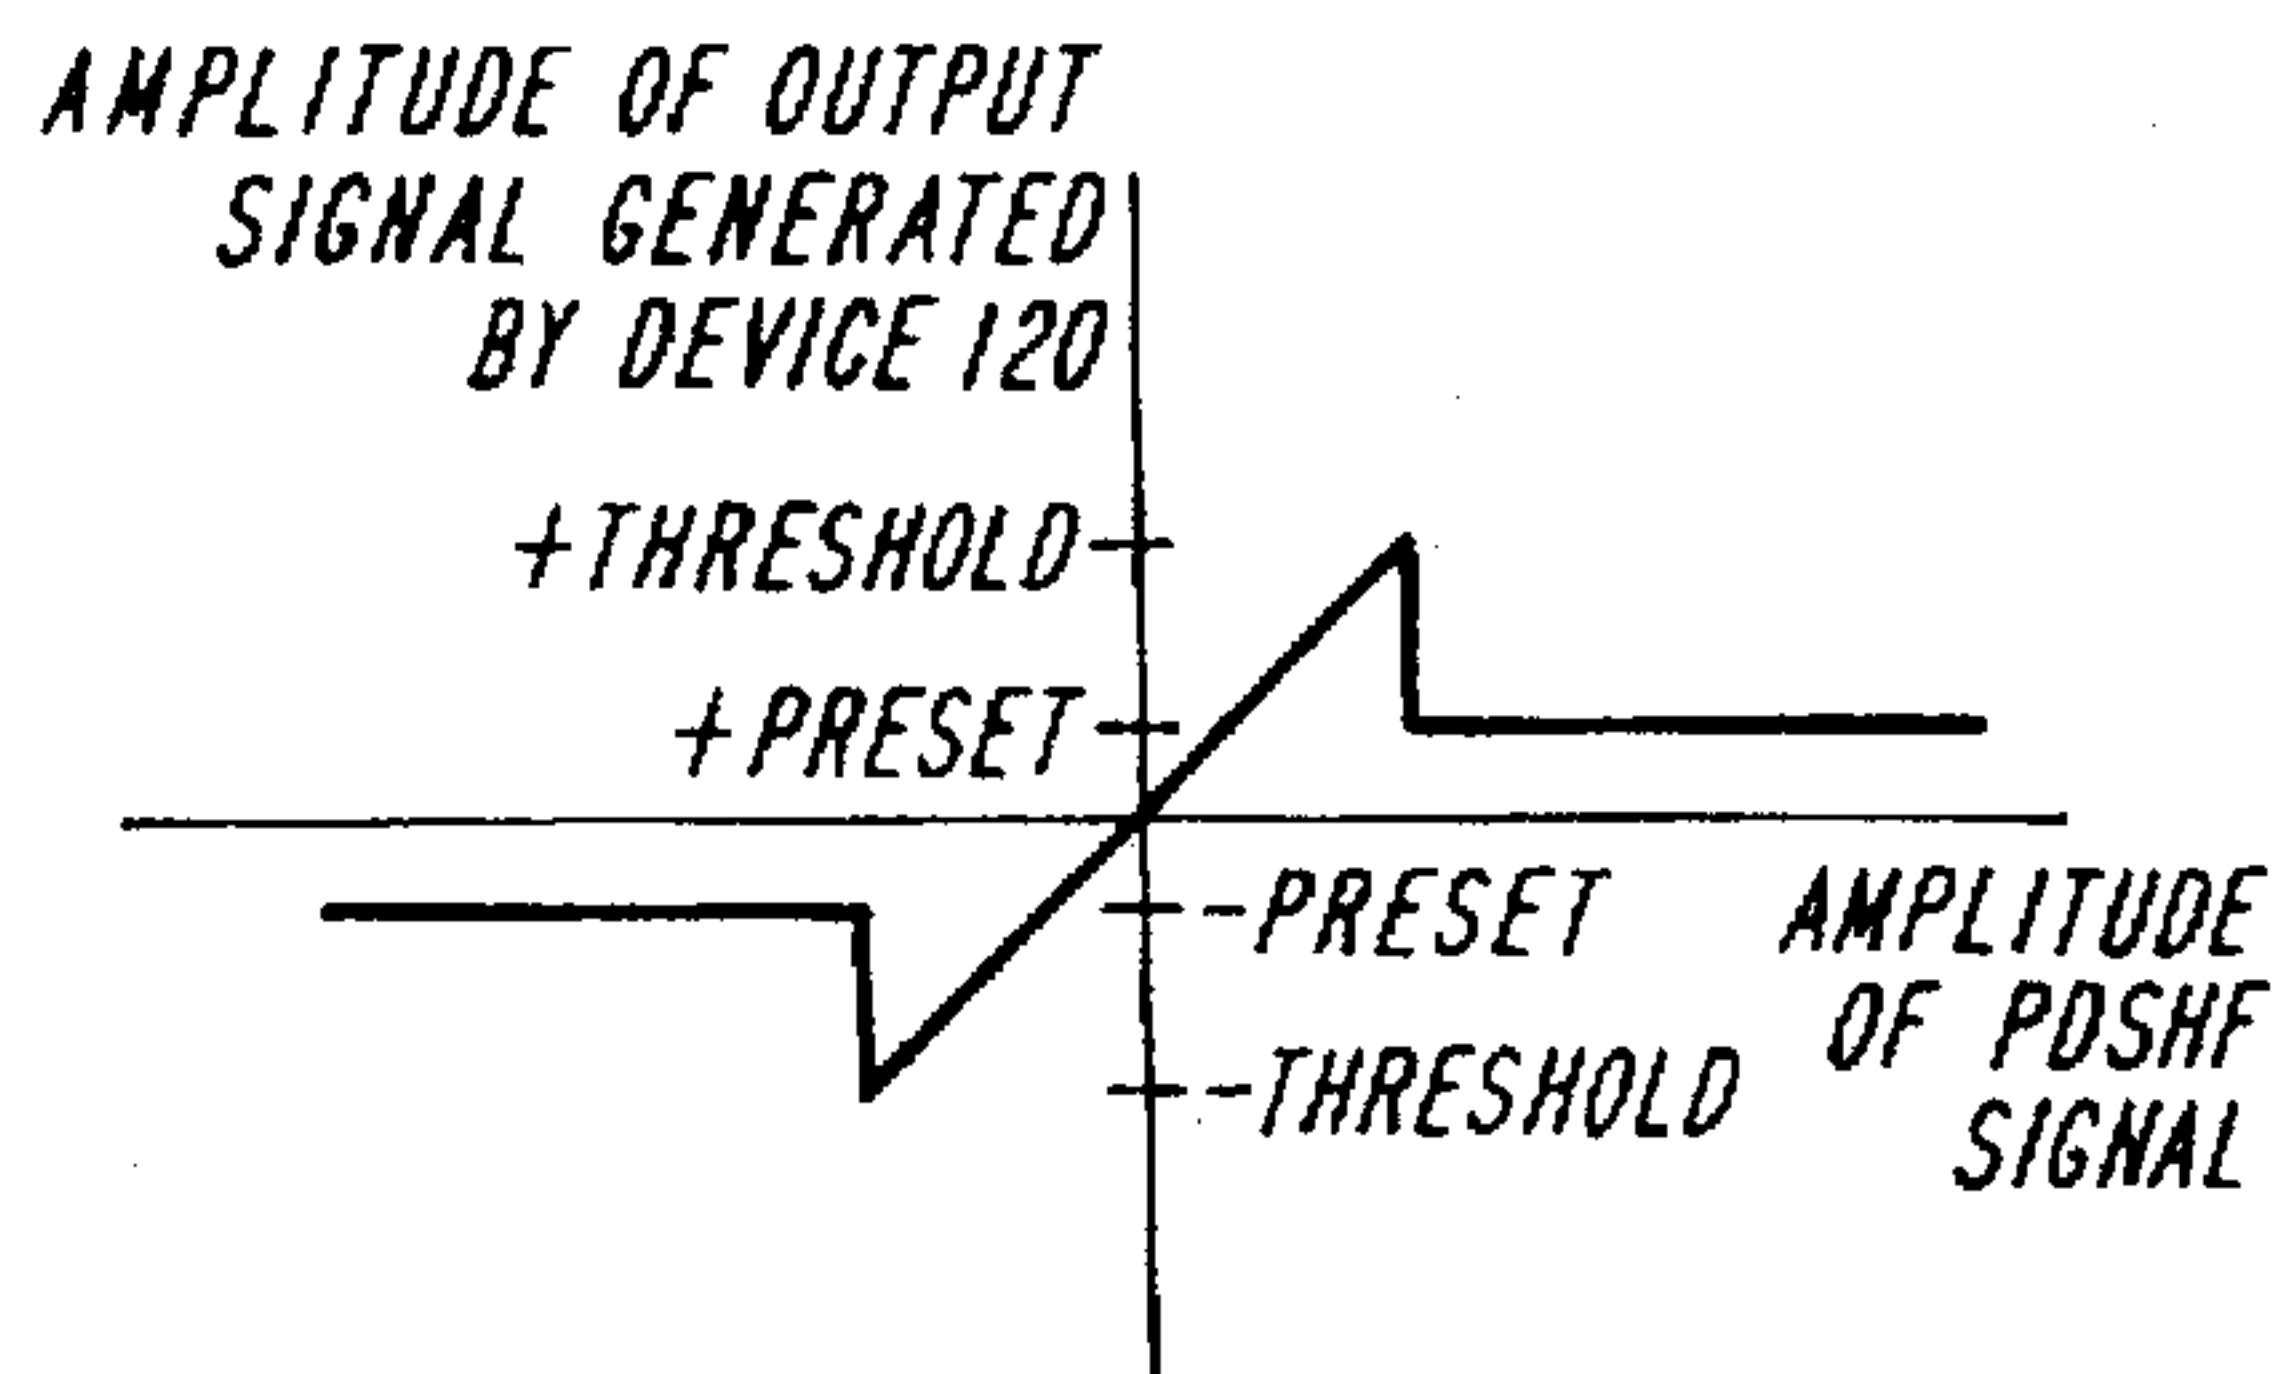 AMPLITUDE OF OUTPUT
SIGNAL GENERATED
BY DEVICE 120
+THRESHOLD
+PRESET
-PRESET
-THRESHOLD
AMPLITUDE
OF PDSHF
SIGNAL